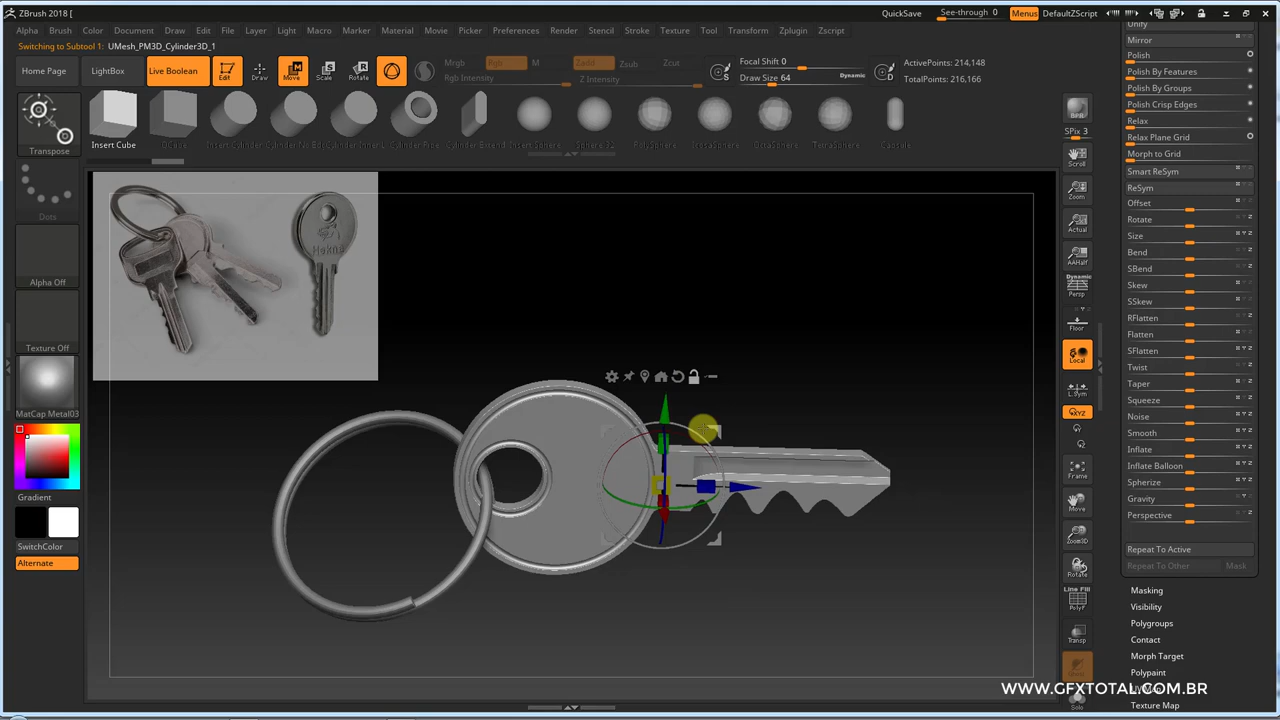 ZBrush 2018 [
QuickSave
See-through 0
Menus
DefaultZScript
Alpha Brush Color Document Draw Edit File Layer Light Macro Marker Material Movie Picker Preferences Render Stencil Stroke Texture Tool Transform Zplugin Zscript
Switching to Subtool 1: UMesh_PM3D_Cylinder3D_1
Home Page
LightBox
Live Boolean
Edit
Draw
Move
Scale
Rotate
Mrgb Rgb
Rgb Intensity
Zadd Zsub Zcut
Z Intensity
Focal Shift 0
Draw Size 64
Dynamic
ActivePoints: 214,148
TotalPoints: 216,166
Transpose
Dots
Alpha Off
Texture Off
MatCap Metal03
Gradient
SwitchColor
Alternate
Insert Cube
BPR
SPix 3
Scroll
Zoom
Actual
AAHalf
Dynamic
Persp
Floor
Local
L.Sym
XYZ
Frame
Move
Zoom3D
Rotate
Line Fill
PolyF
Transp
Solo
Unify
Mirror
Polish
Polish By Features
Polish By Groups
Polish Crisp Edges
Relax
Relax Plane Grid
Morph to Grid
Smart ReSym
ReSym
Offset
Rotate
Size
Bend
SBend
Skew
SSkew
RFlatten
Flatten
SFlatten
Twist
Taper
Squeeze
Noise
Smooth
Inflate
Inflate Balloon
Spherize
Gravity
Perspective
Repeat To Active
Repeat To Other Mask
Masking
Visibility
Polygroups
Contact
Morph Target
Polypaint
Texture Map
WWW.GFXTOTAL.COM.BR